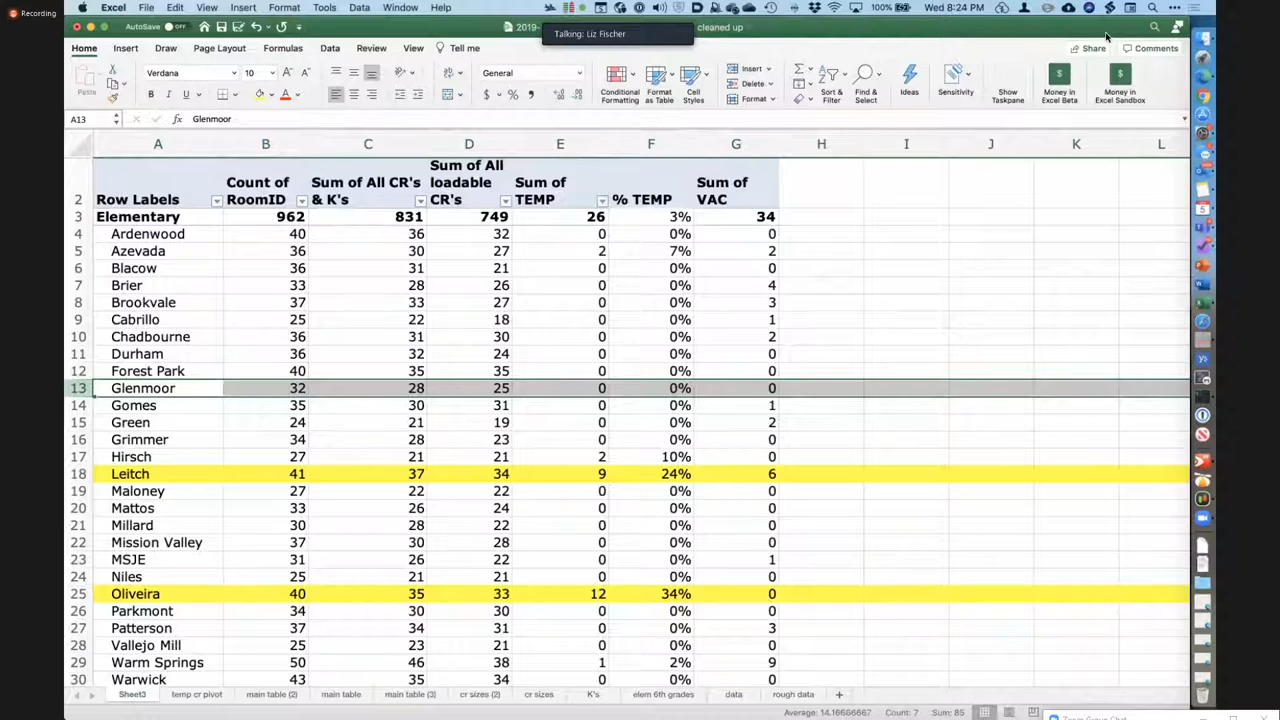 Recording
Excel File Edit View Insert Format Tools Data Window Help
100% Wed 8:24 PM
AutoSave OFF
2019-
cleaned up
Talking: Liz Fischer
Home Insert Draw Page Layout Formulas Data Review View Tell me
Share Comments
Paste
Verdana 10
General
Conditional Formatting
Format as Table
Cell Styles
Insert
Delete
Format
Sort & Filter
Find & Select
Ideas
Sensitivity
Show Taskpane
Money in Excel Beta
Money in Excel Sandbox
A13 fx Glenmoor
A B C D E F G H I J K L
2 Row Labels Count of RoomID Sum of All CR's & K's Sum of All loadable CR's Sum of TEMP % TEMP Sum of VAC
3 Elementary 962 831 749 26 3% 34
4 Ardenwood 40 36 32 0 0% 0
5 Azevada 36 30 27 2 7% 2
6 Blacow 36 31 21 0 0% 0
7 Brier 33 28 26 0 0% 4
8 Brookvale 37 33 27 0 0% 3
9 Cabrillo 25 22 18 0 0% 1
10 Chadbourne 36 31 30 0 0% 2
11 Durham 36 32 24 0 0% 0
12 Forest Park 40 35 35 0 0% 0
13 Glenmoor 32 28 25 0 0% 0
14 Gomes 35 30 31 0 0% 1
15 Green 24 21 19 0 0% 2
16 Grimmer 34 28 23 0 0% 0
17 Hirsch 27 21 21 2 10% 0
18 Leitch 41 37 34 9 24% 6
19 Maloney 27 22 22 0 0% 0
20 Mattos 33 26 24 0 0% 0
21 Millard 30 28 22 0 0% 0
22 Mission Valley 37 30 22 0 0% 0
23 MSJE 31 26 22 0 0% 1
24 Niles 25 21 21 0 0% 0
25 Oliveira 40 35 33 12 34% 0
26 Parkmont 34 30 30 0 0% 0
27 Patterson 37 34 31 0 0% 0
28 Vallejo Mill 25 23 21 0 0% 0
29 Warm Springs 50 46 38 1 2% 9
30 Warwick 43 35 34 0 0% 0
Sheet3 temp cr pivot main table (2) main table main table (3) cr sizes (2) cr sizes K's elem 6th grades data rough data +
Average: 14.16666667 Count: 7 Sum: 85
Zoom Group Chat